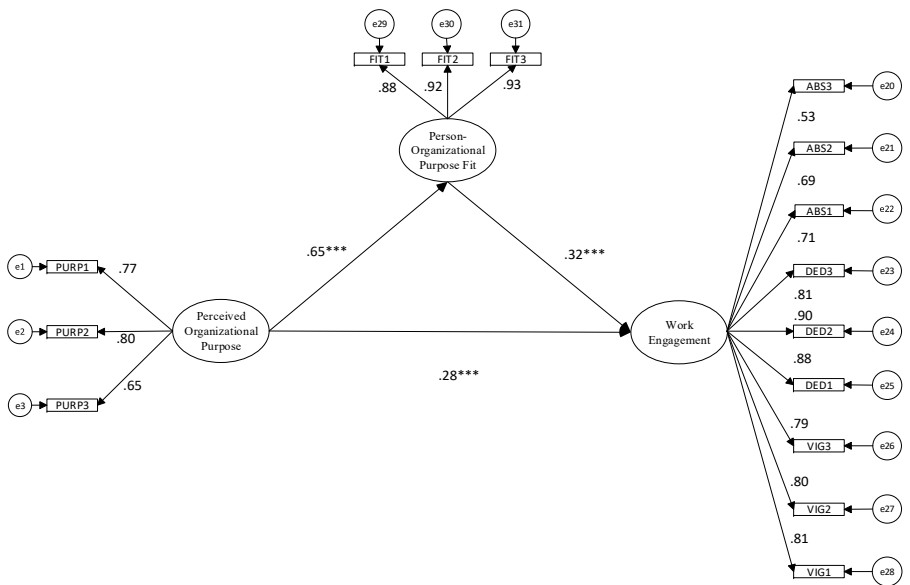 e29
e30
e31
FIT1
FIT2
FIT3
.88
.92
.93
Person-
Organizational
Purpose Fit
.65***
.32***
e1
PURP1
.77
e2
PURP2
.80
e3
PURP3
.65
Perceived
Organizational
Purpose
.28***
Work
Engagement
ABS3
e20
.53
ABS2
e21
.69
ABS1
e22
.71
DED3
e23
.81
.90
DED2
e24
.88
DED1
e25
.79
VIG3
e26
.80
VIG2
e27
.81
VIG1
e28